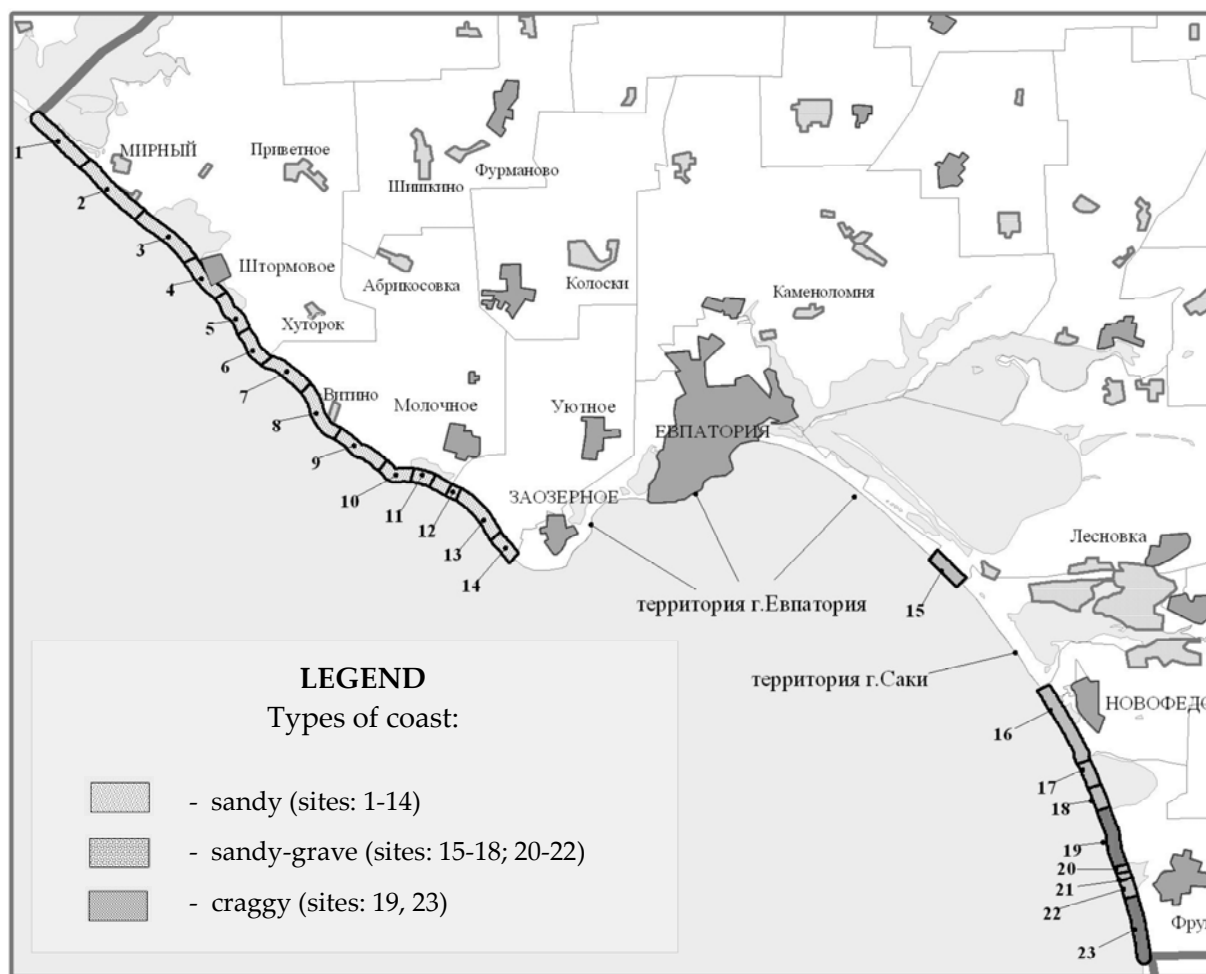 1
МИРНЫЙ
Приветное
Шишкино
Фурманово
2
3
4
Штормовое
Абрикосовка
Колоски
Каменоломня
5
Хуторок
6
7
Витино
8
Молочное
Уютное
ЕВПАТОРИЯ
9
10
11
12
ЗАОЗЕРНОЕ
13
14
Лесновка
15
территория г.Евпатория
территория г.Саки
НОВОФЕДО
16
17
18
19
20
21
22
Фру
23
LEGEND
Types of coast:
- sandy (sites: 1-14)
- sandy-grave (sites: 15-18; 20-22)
- craggy (sites: 19, 23)